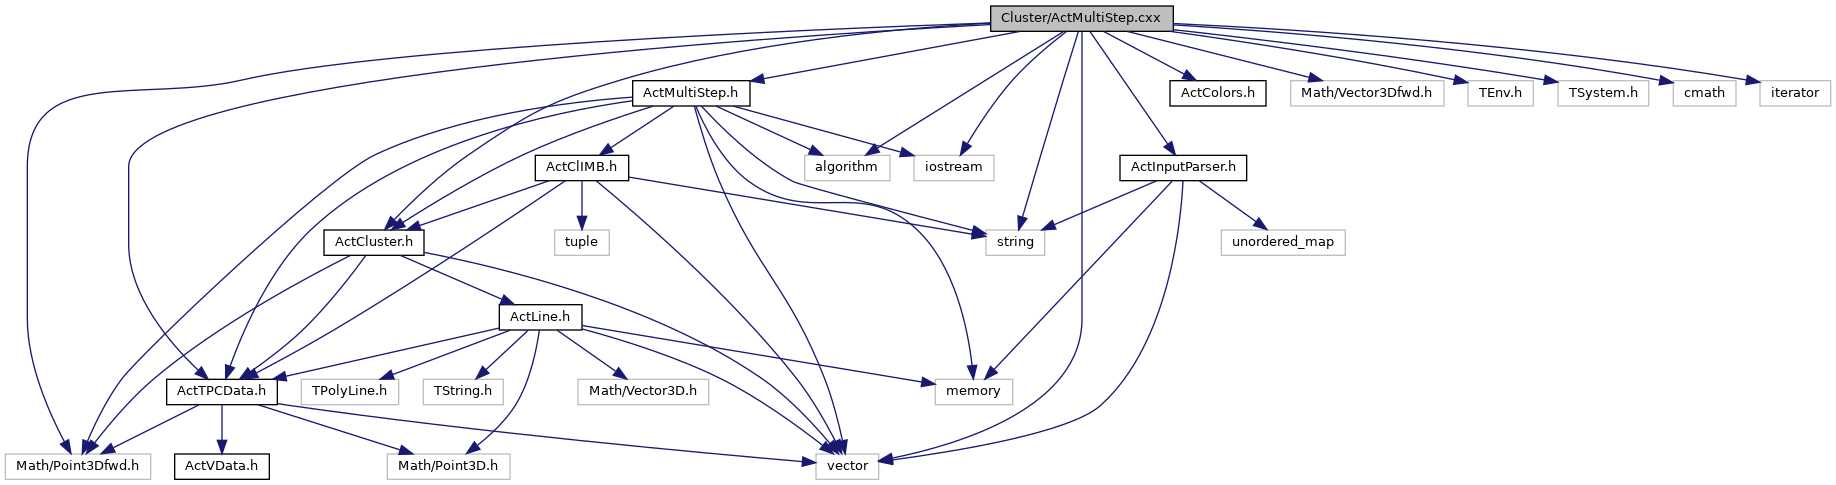 Cluster/ActMultiStep.cxx
ActMultiStep.h
ActColors.h
Math/Vector3Dfwd.h
TEnv.h
TSystem.h
cmath
iterator
ActClIMB.h
algorithm
iostream
ActInputParser.h
ActCluster.h
tuple
string
unordered_map
ActLine.h
ActTPCData.h
TPolyLine.h
TString.h
Math/Vector3D.h
memory
Math/Point3Dfwd.h
ActVData.h
Math/Point3D.h
vector